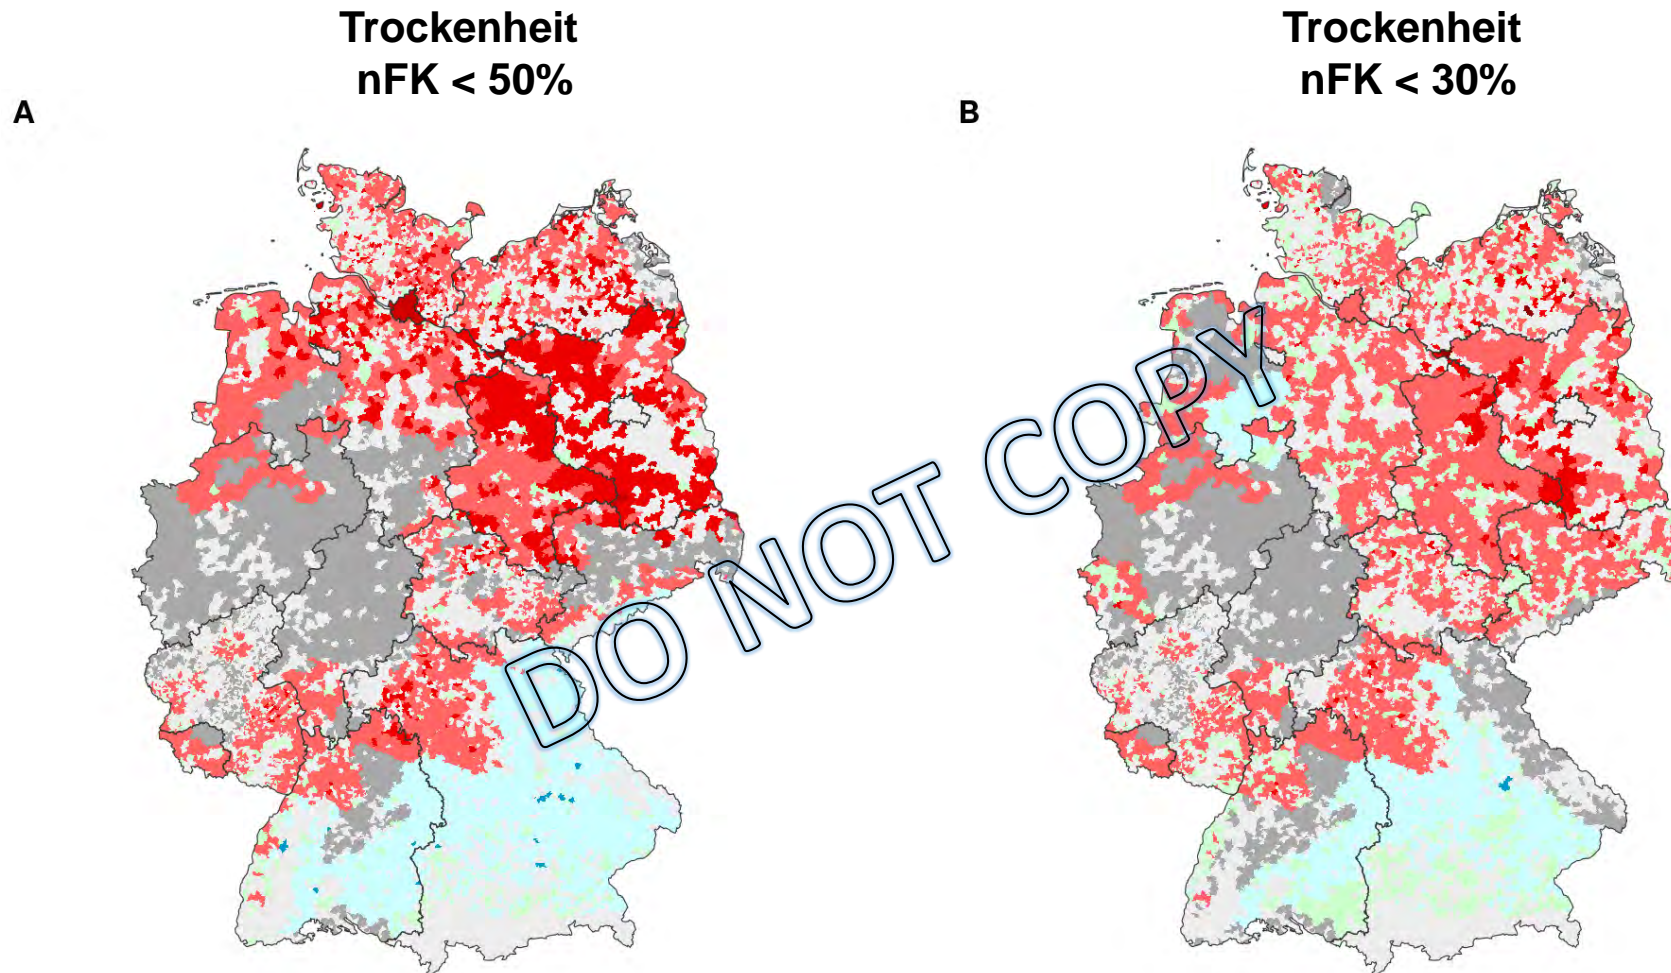 Trockenheit
nFK < 50%
Trockenheit
nFK < 30%
A
B
DO NOT COPY